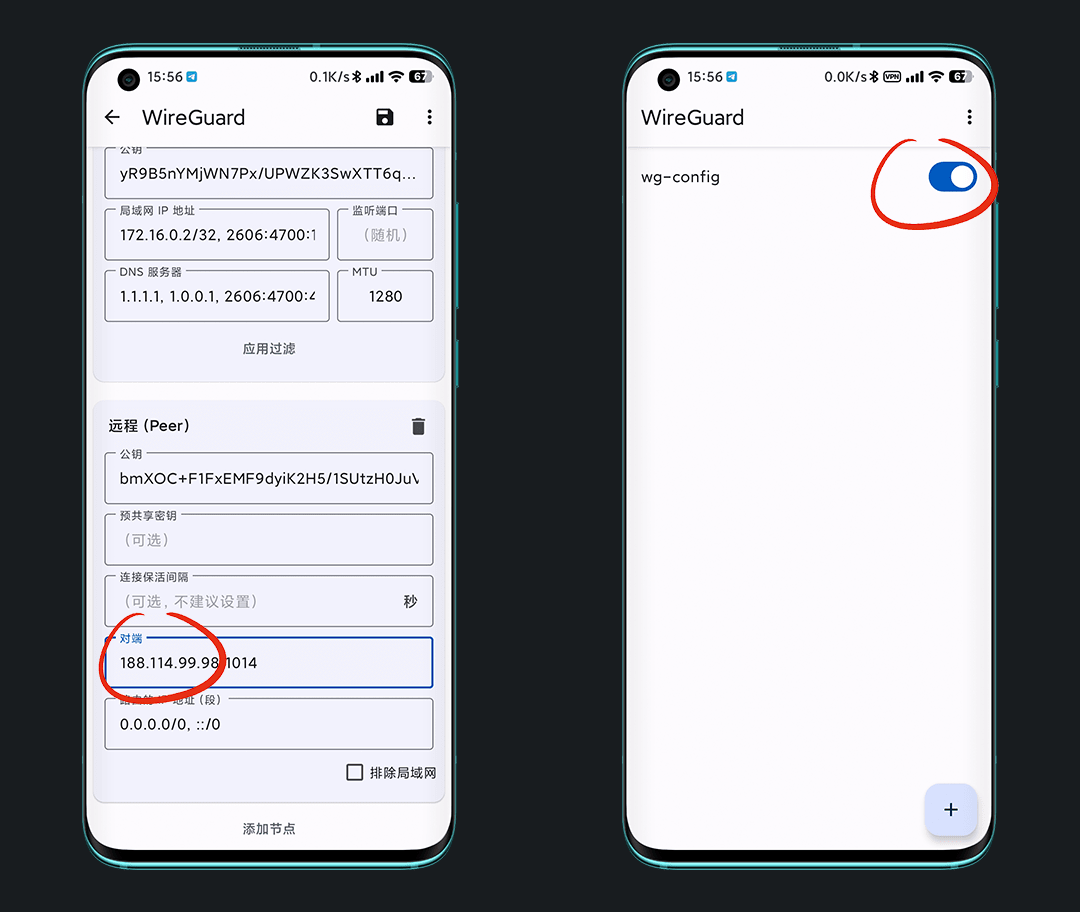 15:56
0.1K/s
67
WireGuard
公钥
yR9B5nYMjWN7Px/UPWZK3SwXTT6q...
局域网 IP 地址
监听端口
172.16.0.2/32, 2606:4700:1
(随机)
DNS 服务器
MTU
1.1.1.1, 1.0.0.1, 2606:4700:4
1280
应用过滤
远程 (Peer)
公钥
bmXOC+F1FxEMF9dyiK2H5/1SUtzH0JuV
预共享密钥
(可选)
连接保活间隔
(可选, 不建议设置)
秒
对端
188.114.99.98:1014
路由的 IP 地址 (段)
0.0.0.0/0, ::/0
排除局域网
添加节点
15:56
0.0K/s
VPN
67
WireGuard
wg-config
+